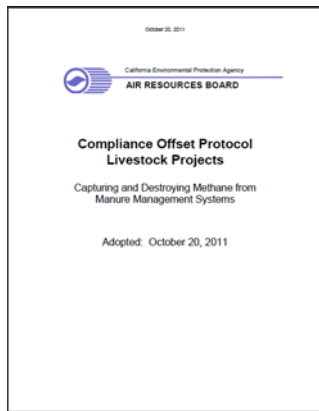 October 20, 2011
California Environmental Protection Agency
AIR RESOURCES BOARD
Compliance Offset Protocol
Livestock Projects
Capturing and Destroying Methane from
Manure Management Systems
Adopted: October 20, 2011